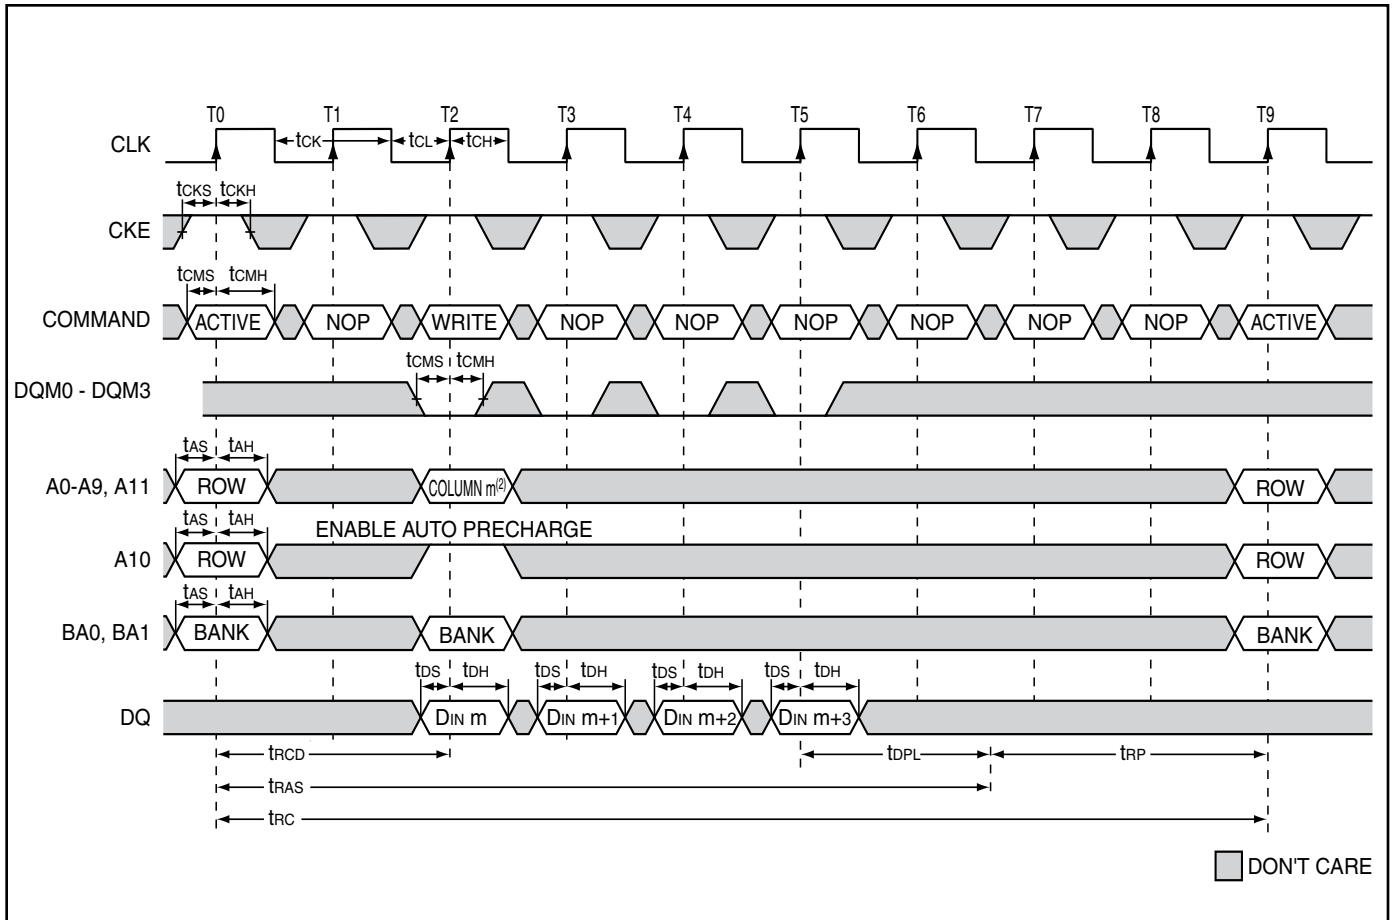 T0 T1 T2 T3 T4 T5 T6 T7 T8 T9
CLK tCK tCL tCH
tCKS tCKH
CKE
tCMS tCMH
COMMAND ACTIVE NOP WRITE NOP NOP NOP NOP NOP NOP ACTIVE
tCMS tCMH
DQM0 - DQM3
tAS tAH
A0-A9, A11 ROW COLUMN m(2) ROW
tAS tAH ENABLE AUTO PRECHARGE
A10 ROW ROW
tAS tAH
BA0, BA1 BANK BANK BANK
tDS tDH tDS tDH tDS tDH tDS tDH
DQ DIN m DIN m+1 DIN m+2 DIN m+3
tRCD tDPL tRP
tRAS
tRC
DON'T CARE